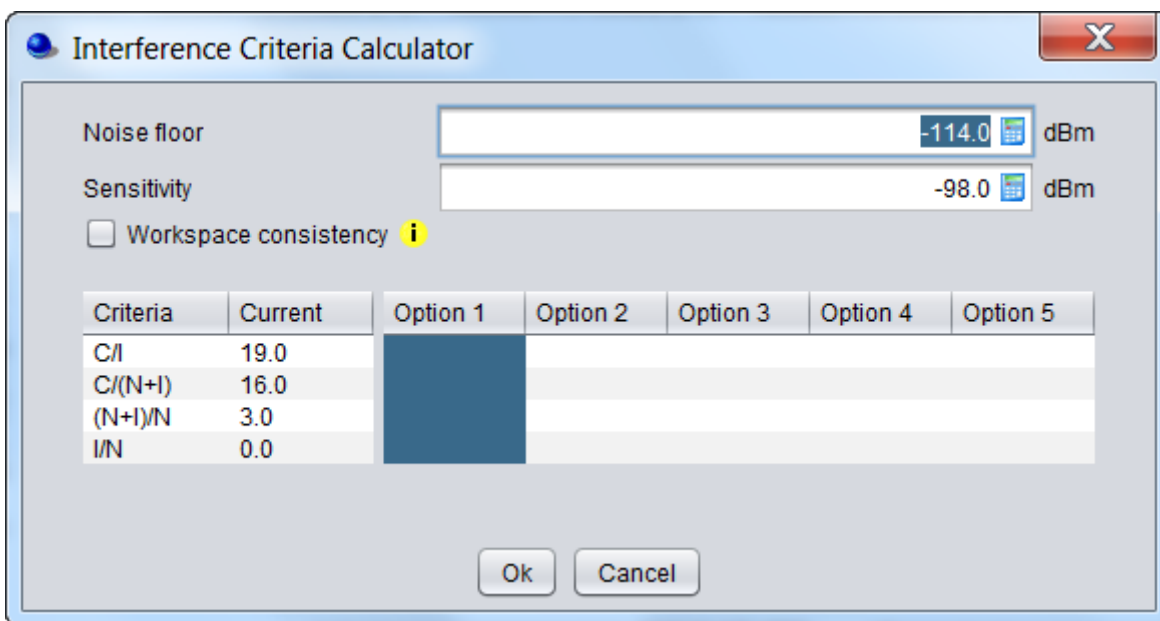 Interference Criteria Calculator
X
Noise floor -114.0 dBm
Sensitivity -98.0 dBm
Workspace consistency i
Criteria Current Option 1 Option 2 Option 3 Option 4 Option 5
C/I 19.0
C/(N+I) 16.0
(N+I)/N 3.0
I/N 0.0
Ok Cancel